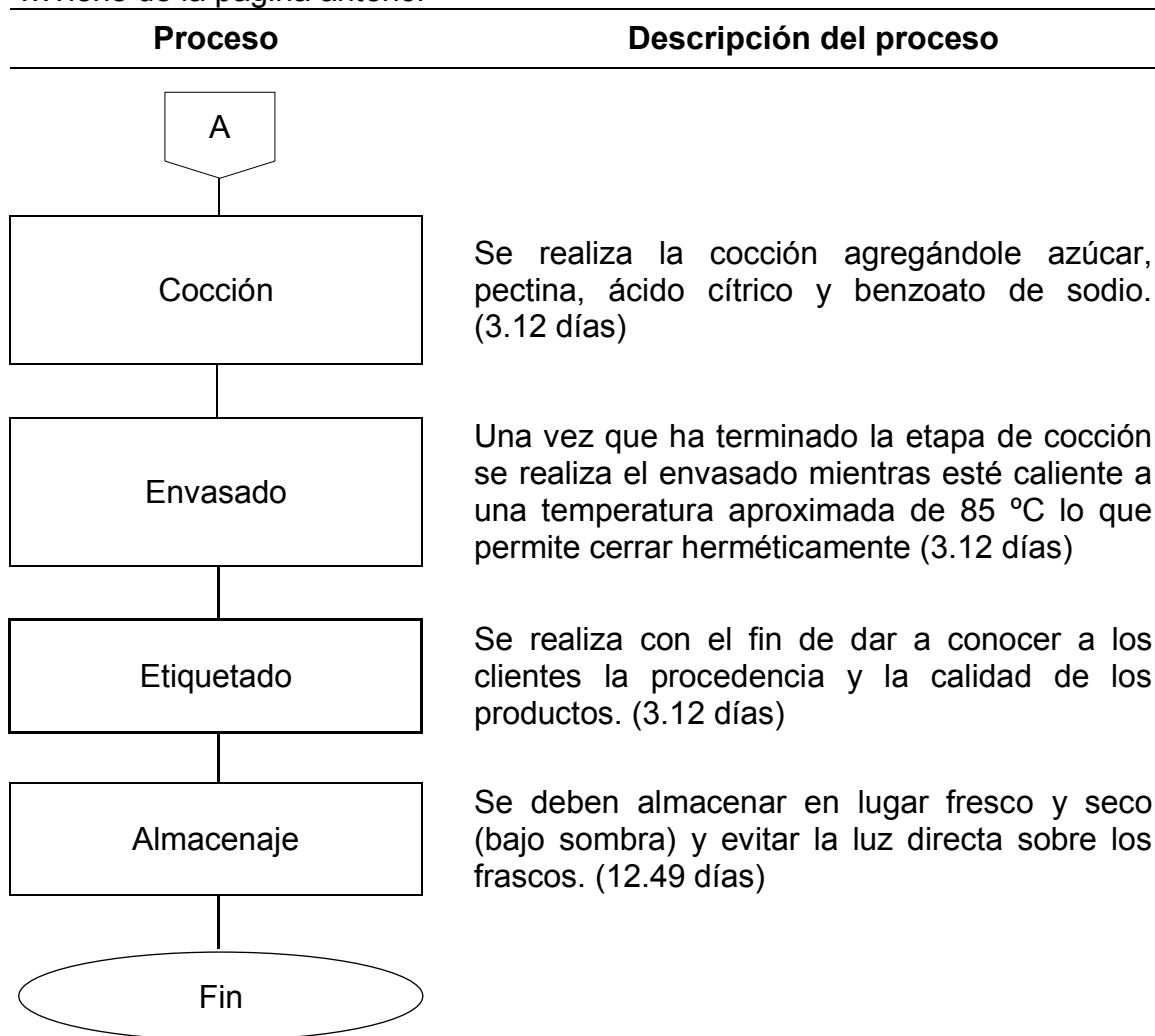 Proceso Descripción del proceso
A
Cocción
Se realiza la cocción agregándole azúcar,
pectina, ácido cítrico y benzoato de sodio.
(3.12 días)
Envasado
Una vez que ha terminado la etapa de cocción
se realiza el envasado mientras esté caliente a
una temperatura aproximada de 85 ºC lo que
permite cerrar herméticamente (3.12 días)
Etiquetado
Se realiza con el fin de dar a conocer a los
clientes la procedencia y la calidad de los
productos. (3.12 días)
Almacenaje
Se deben almacenar en lugar fresco y seco
(bajo sombra) y evitar la luz directa sobre los
frascos. (12.49 días)
Fin